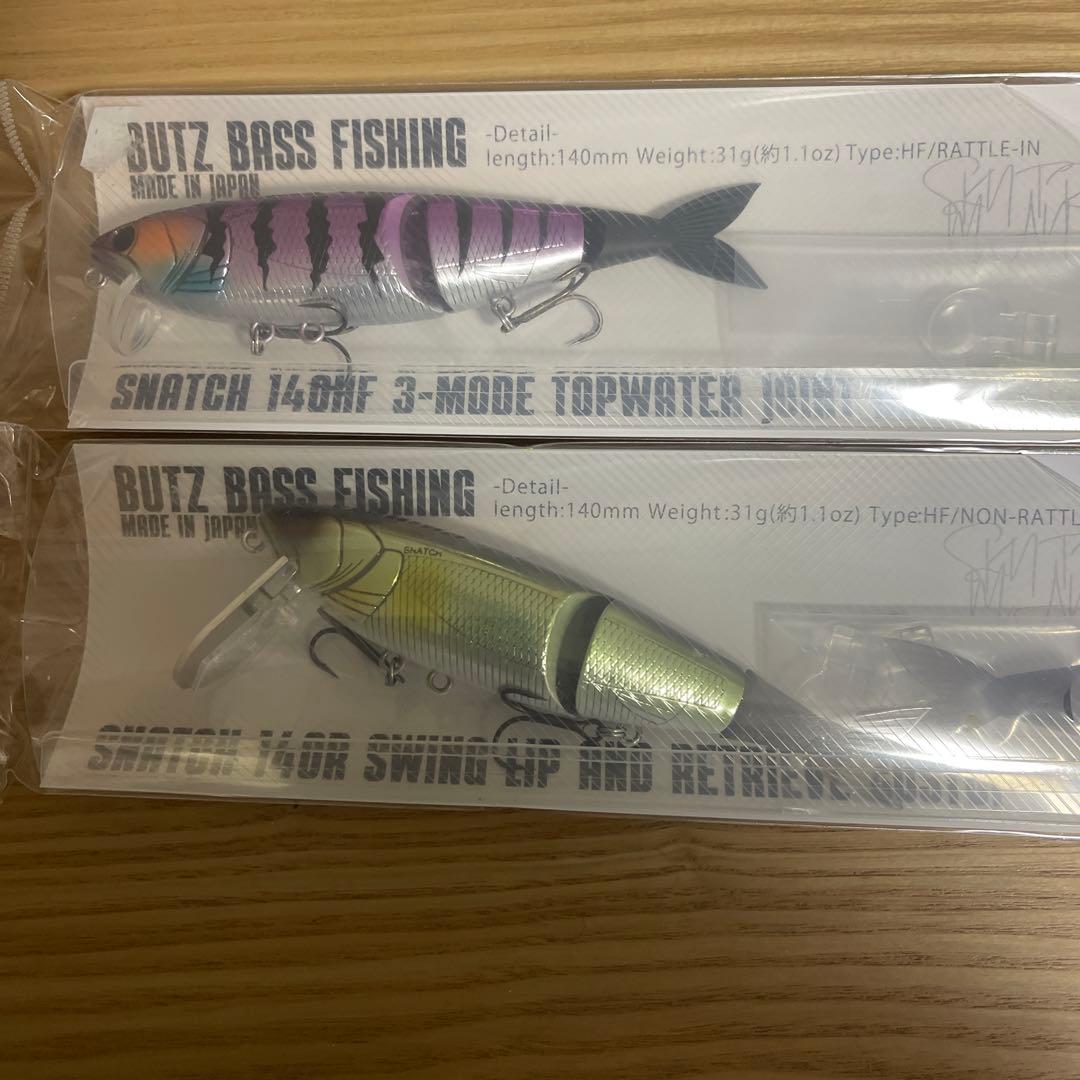 BUTZ BASS FISHING
MADE IN JAPAN
-Detail-
length:140mm Weight:31g(約1.1oz) Type:HF/RATTLE-IN
SNATCH 140HF 3-MODE TOPWATER JOINT
BUTZ BASS FISHING
MADE IN JAPAN
-Detail-
length:140mm Weight:31g(約1.1oz) Type:HF/NON-RATTL
SNATCH
SNATCH 140R SWING LIP AND RETRIEVE